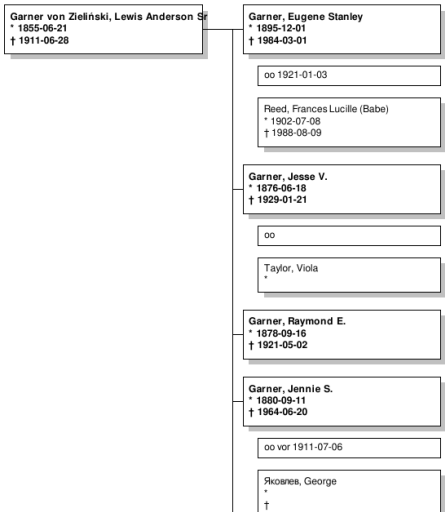 Garner von Zieliński, Lewis Anderson Sr
* 1855-06-21
† 1911-06-28
Garner, Eugene Stanley
* 1895-12-01
† 1984-03-01
oo 1921-01-03
Reed, Frances Lucille (Babe)
* 1902-07-08
† 1988-08-09
Garner, Jesse V.
* 1876-06-18
† 1929-01-21
oo
Taylor, Viola
*
Garner, Raymond E.
* 1878-09-16
† 1921-05-02
Garner, Jennie S.
* 1880-09-11
† 1964-06-20
oo vor 1911-07-06
Яковлев, George
*
†